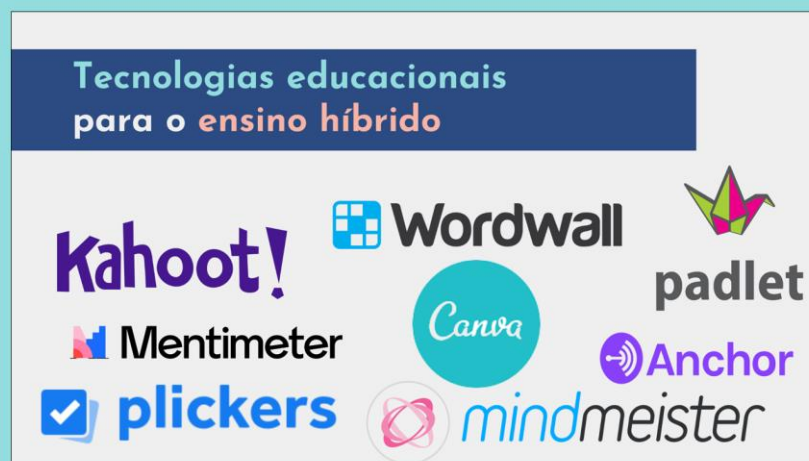 Tecnologias educacionais
para o ensino híbrido
Kahoot!
Wordwall
padlet
Mentimeter
Canva
Anchor
plickers
mindmeister